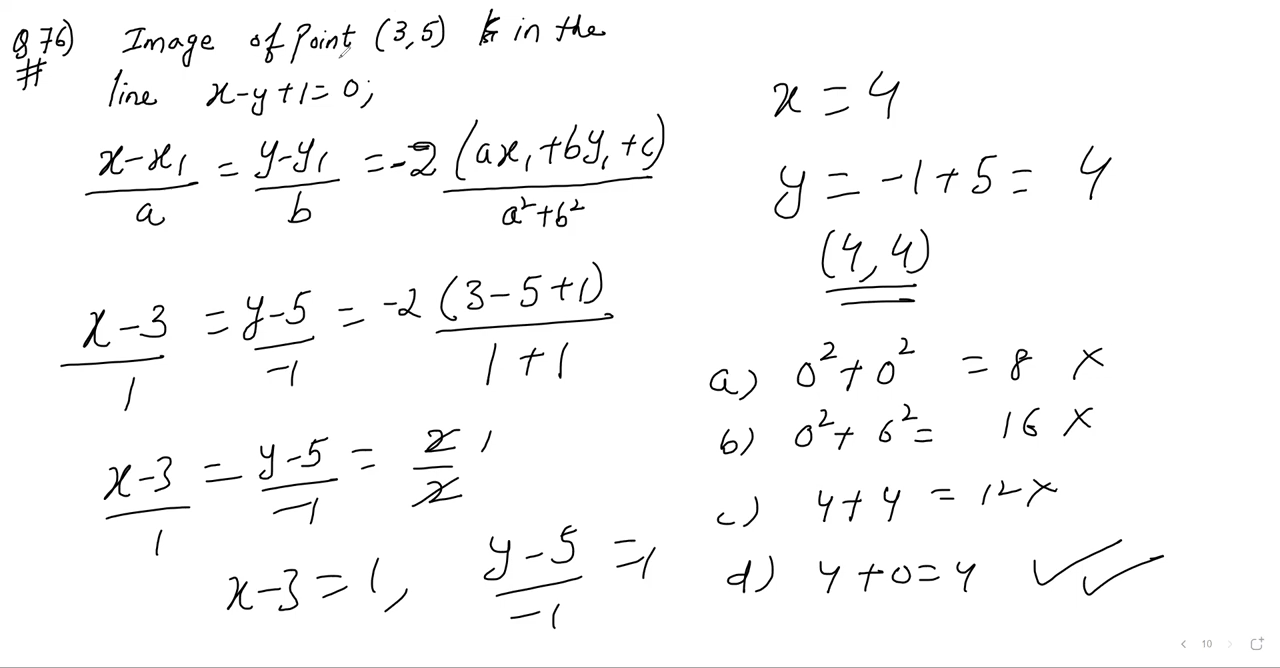 Q 76) Image of Point (3,5) in the
# line x-y+1=0;
x-x₁/a = y-y₁/b = -2 (ax₁+by₁+c)/a²+b²
x-3/1 = y-5/-1 = -2 (3-5+1)/1+1
x-3/1 = y-5/-1 = 2/2 1
x-3=1, y-5/-1 =1
x=4
y=-1+5=4
(4,4)
a) 0²+0² =8 ×
b) 0²+6²= 16 ×
c) 4+4 =12×
d) 4+0=4 ✓✓
10